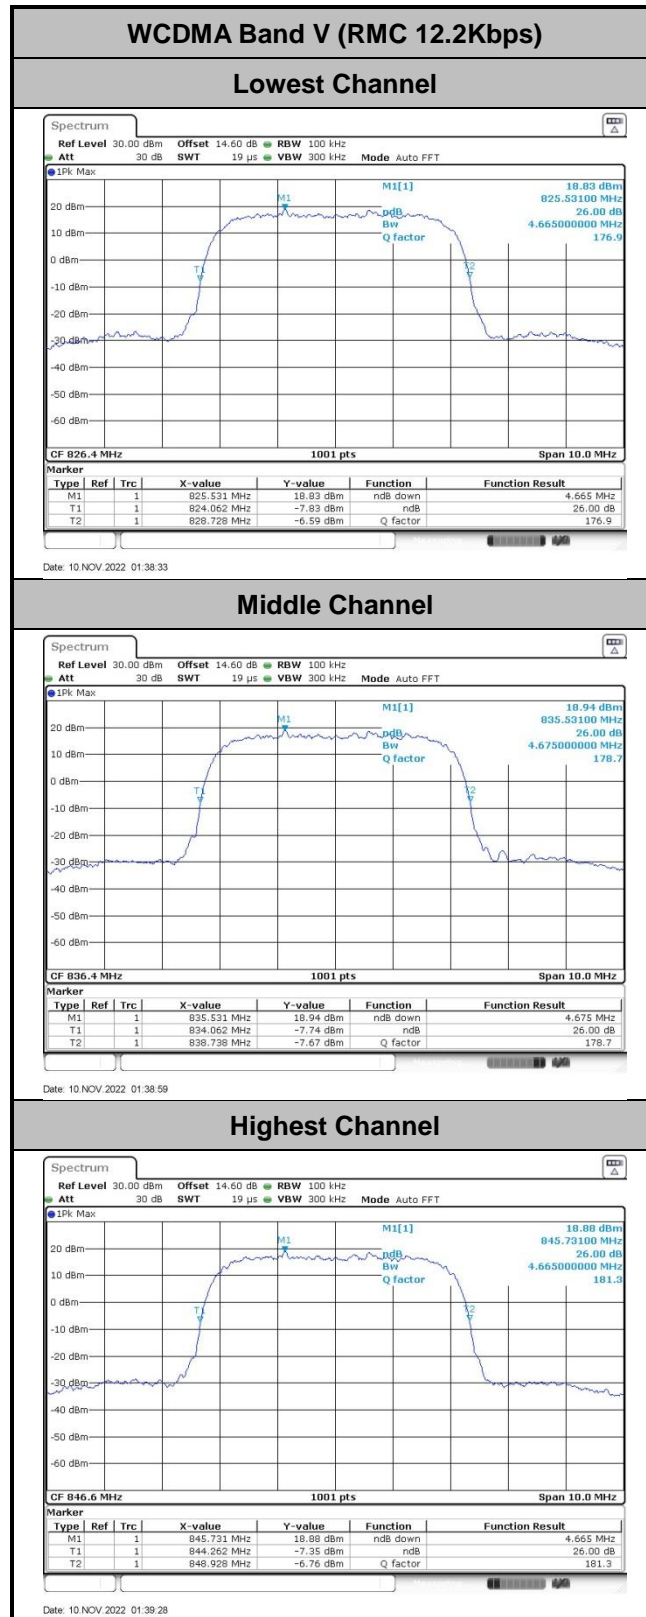 WCDMA Band V (RMC 12.2Kbps)
Lowest Channel
Spectrum
Ref Level 30.00 dBm Offset 14.60 dB RBW 100 kHz
Att 30 dB SWT 19 µs VBW 300 kHz Mode Auto FFT
1Pk Max
M1[1] 18.83 dBm
825.53100 MHz
ndB 26.00 dB
Bw 4.665000000 MHz
Q factor 176.9
M1
T1
T2
20 dBm
10 dBm
0 dBm
-10 dBm
-20 dBm
-30 dBm
-40 dBm
-50 dBm
-60 dBm
CF 826.4 MHz 1001 pts Span 10.0 MHz
Marker
Type Ref Trc X-value Y-value Function Function Result
M1 1 825.531 MHz 18.83 dBm ndB down 4.665 MHz
T1 1 824.062 MHz -7.83 dBm ndB 26.00 dB
T2 1 828.728 MHz -6.59 dBm Q factor 176.9
Date: 10.NOV.2022 01:38:33
Middle Channel
Spectrum
Ref Level 30.00 dBm Offset 14.60 dB RBW 100 kHz
Att 30 dB SWT 19 µs VBW 300 kHz Mode Auto FFT
1Pk Max
M1[1] 18.94 dBm
835.53100 MHz
ndB 26.00 dB
Bw 4.675000000 MHz
Q factor 178.7
M1
T1
T2
20 dBm
10 dBm
0 dBm
-10 dBm
-20 dBm
-30 dBm
-40 dBm
-50 dBm
-60 dBm
CF 836.4 MHz 1001 pts Span 10.0 MHz
Marker
Type Ref Trc X-value Y-value Function Function Result
M1 1 835.531 MHz 18.94 dBm ndB down 4.675 MHz
T1 1 834.062 MHz -7.74 dBm ndB 26.00 dB
T2 1 838.738 MHz -7.67 dBm Q factor 178.7
Date: 10.NOV.2022 01:38:59
Highest Channel
Spectrum
Ref Level 30.00 dBm Offset 14.60 dB RBW 100 kHz
Att 30 dB SWT 19 µs VBW 300 kHz Mode Auto FFT
1Pk Max
M1[1] 18.88 dBm
845.73100 MHz
ndB 26.00 dB
Bw 4.665000000 MHz
Q factor 181.3
M1
T1
T2
20 dBm
10 dBm
0 dBm
-10 dBm
-20 dBm
-30 dBm
-40 dBm
-50 dBm
-60 dBm
CF 846.6 MHz 1001 pts Span 10.0 MHz
Marker
Type Ref Trc X-value Y-value Function Function Result
M1 1 845.731 MHz 18.88 dBm ndB down 4.665 MHz
T1 1 844.262 MHz -7.35 dBm ndB 26.00 dB
T2 1 848.928 MHz -6.76 dBm Q factor 181.3
Date: 10.NOV.2022 01:39:28